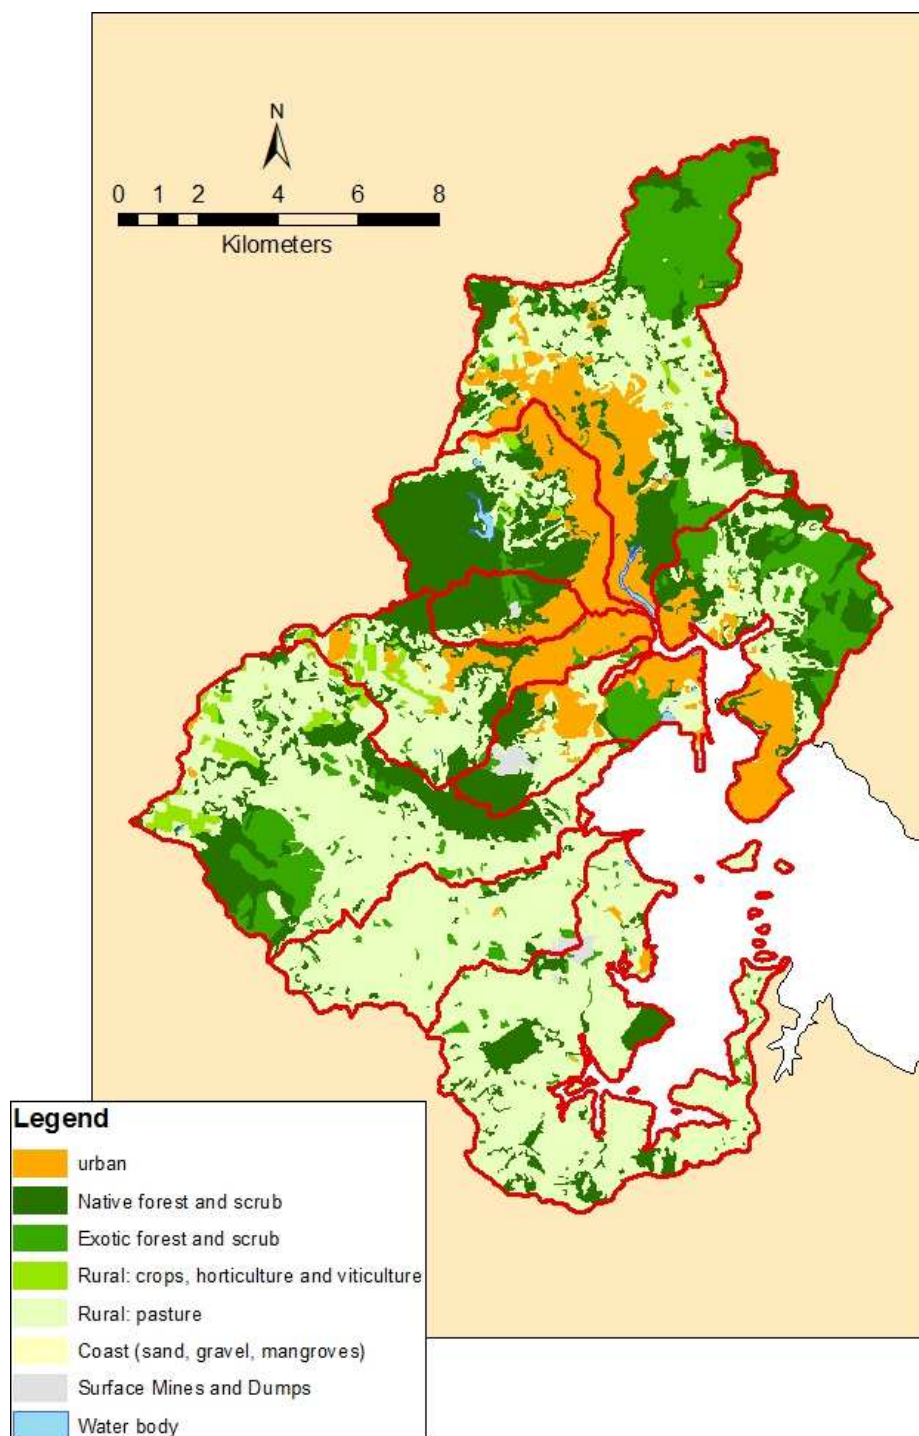 N
0 1 2 4 6 8
Kilometers
Legend
urban
Native forest and scrub
Exotic forest and scrub
Rural: crops, horticulture and viticulture
Rural: pasture
Coast (sand, gravel, mangroves)
Surface Mines and Dumps
Water body